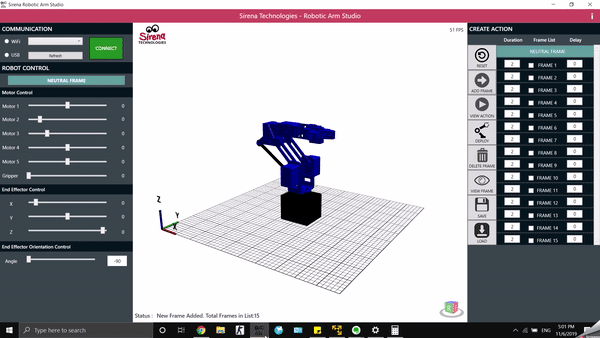 Sirena Robotic Arm Studio
Sirena Technologies - Robotic Arm Studio
COMMUNICATION
WiFi
USB
Refresh
CONNECT
ROBOT CONTROL
NEUTRAL FRAME
Motor Control
Motor 1 0
Motor 2 0
Motor 3 0
Motor 4 0
Motor 5 0
Gripper 0
End Effector Control
X 0
Y 0
Z 0
End Effector Orientation Control
Angle -90
Sirena
TECHNOLOGIES
51 FPS
Z
Y
X
Status : New Frame Added. Total Frames in List:15
CREATE ACTION
Duration Frame List Delay
NEUTRAL FRAME
2 FRAME 1 0
2 FRAME 2 0
2 FRAME 3 0
2 FRAME 4 0
2 FRAME 5 0
2 FRAME 6 0
2 FRAME 7 0
2 FRAME 8 0
2 FRAME 9 0
2 FRAME 10 0
2 FRAME 11 0
2 FRAME 12 0
2 FRAME 13 0
2 FRAME 14 0
2 FRAME 15 0
RESET
ADD FRAME
VIEW ACTION
DEPLOY
DELETE FRAME
VIEW FRAME
SAVE
LOAD
Type here to search
ENG
5:01 PM
11/6/2019